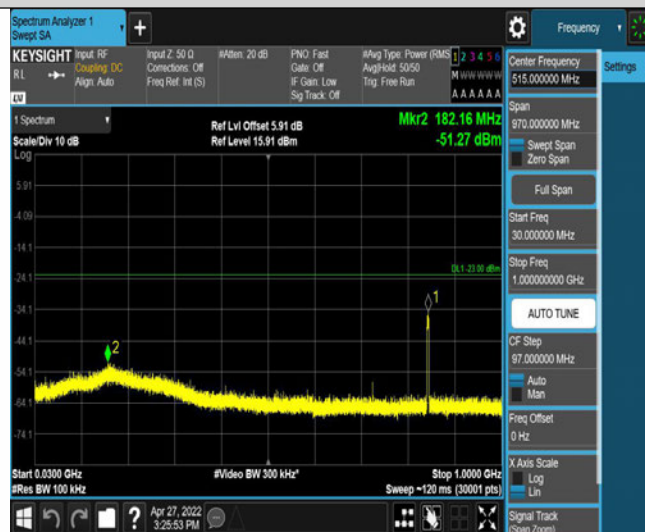 Spectrum Analyzer 1
Swept SA
+
Frequency
KEYSIGHT
Input: RF
Coupling: DC
Align: Auto
Input Z: 50 Ω
Corrections: Off
Freq Ref: Int (S)
#Atten: 20 dB
PNO: Fast
Gate: Off
IF Gain: Low
Sig Track: Off
#Avg Type: Power (RMS
Avg|Hold: 50/50
Trig: Free Run
1 2 3 4 5 6
M W W W W W
A A A A A A
RL
LXI
1 Spectrum
Scale/Div 10 dB
Log
Ref Lvl Offset 5.91 dB
Ref Level 15.91 dBm
Mkr2 182.16 MHz
-51.27 dBm
5.91
-4.09
-14.1
-24.1
-34.1
-44.1
-54.1
-64.1
-74.1
DL1 -23.00 dBm
1
2
Start 0.0300 GHz
#Res BW 100 kHz
#Video BW 300 kHz*
Stop 1.0000 GHz
Sweep ~120 ms (30001 pts)
Center Frequency
515.000000 MHz
Settings
Span
970.000000 MHz
Swept Span
Zero Span
Full Span
Start Freq
30.000000 MHz
Stop Freq
1.000000000 GHz
AUTO TUNE
CF Step
97.000000 MHz
Auto
Man
Freq Offset
0 Hz
X Axis Scale
Log
Lin
Signal Track
(Span Zoom)
?
Apr 27, 2022
3:25:53 PM